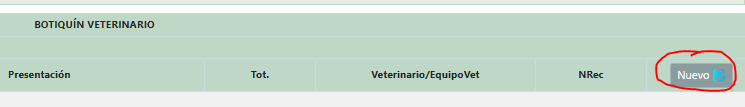 BOTIQUÍN VETERINARIO
Presentación Tot. Veterinario/EquipoVet NRec Nuevo